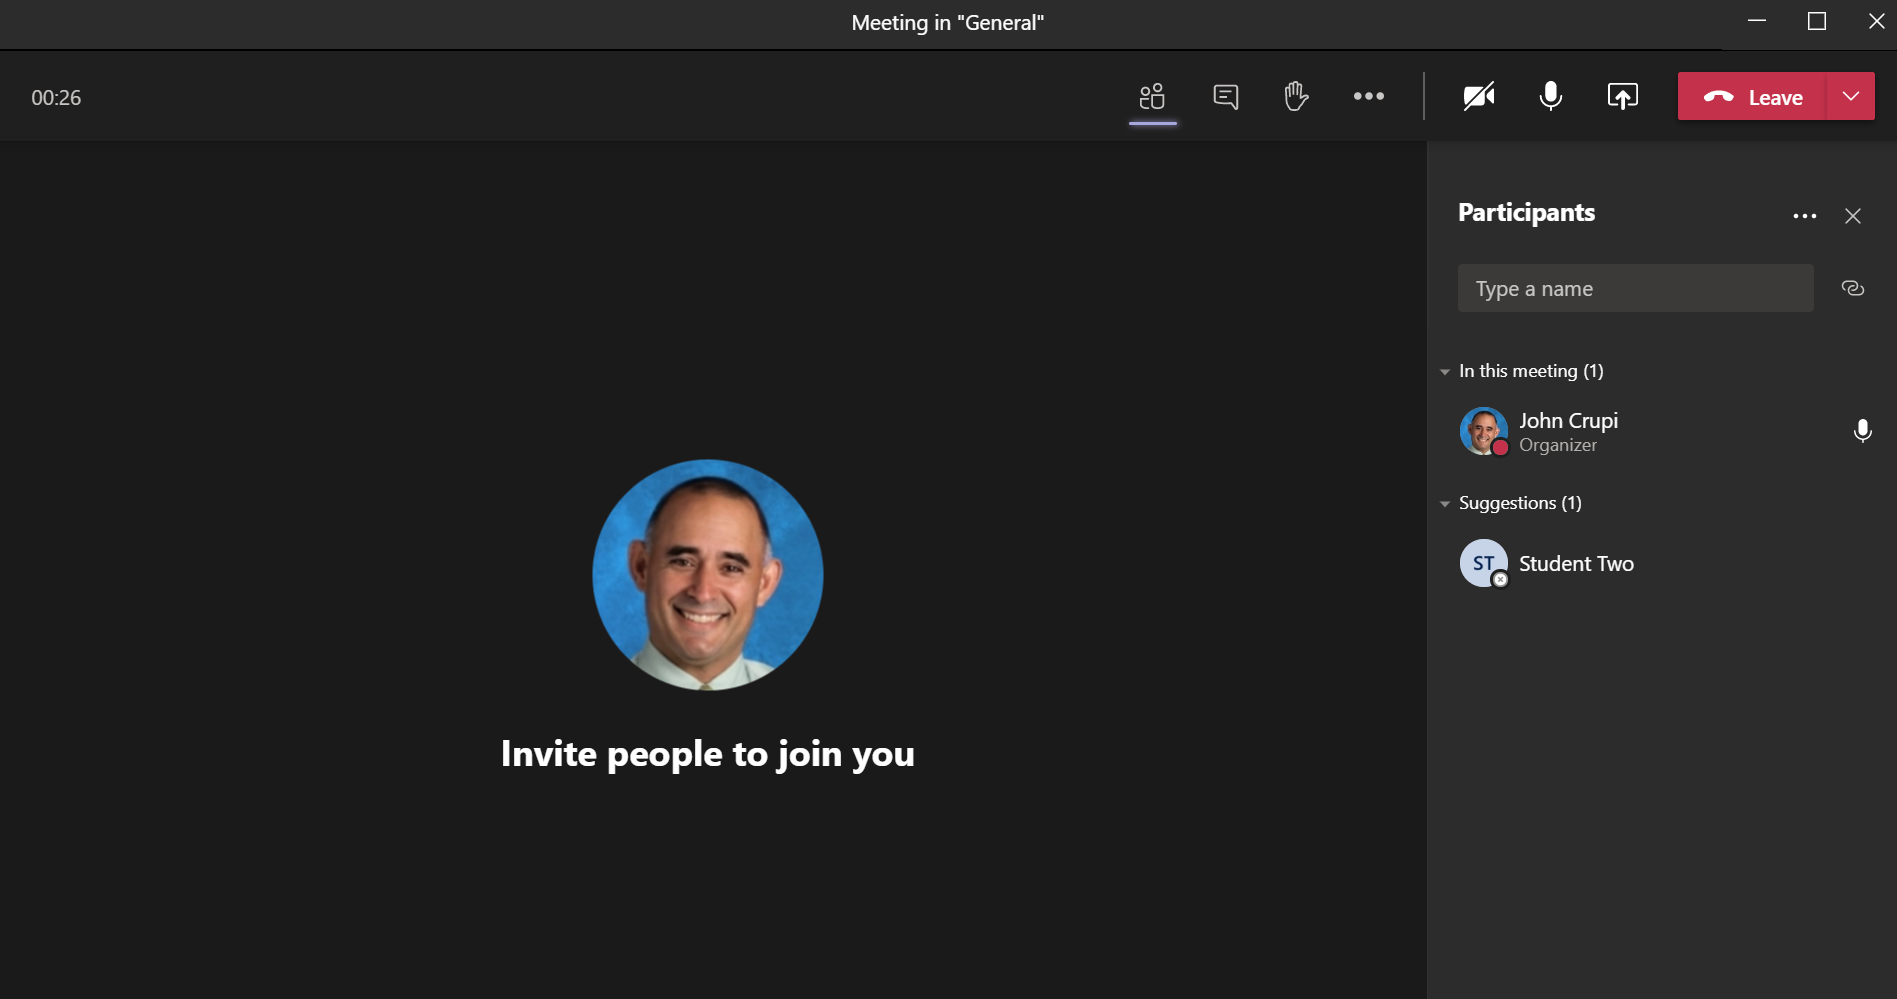 Meeting in "General"
00:26
Leave
Participants
Type a name
In this meeting (1)
John Crupi
Organizer
Suggestions (1)
ST
Student Two
Invite people to join you